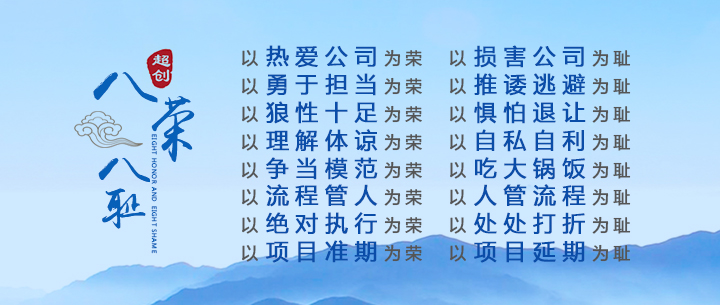 超创
八荣
八耻
EIGHT HONOR AND EIGHT SHAME
以热爱公司为荣 以损害公司为耻
以勇于担当为荣 以推诿逃避为耻
以狼性十足为荣 以惧怕退让为耻
以理解体谅为荣 以自私自利为耻
以争当模范为荣 以吃大锅饭为耻
以流程管人为荣 以人管流程为耻
以绝对执行为荣 以处处打折为耻
以项目准期为荣 以项目延期为耻